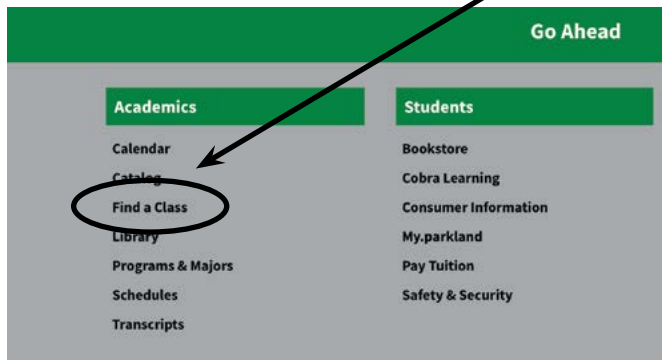 Go Ahead
Academics
Calendar
Catalog
Find a Class
Library
Programs & Majors
Schedules
Transcripts
Students
Bookstore
Cobra Learning
Consumer Information
My.parkland
Pay Tuition
Safety & Security